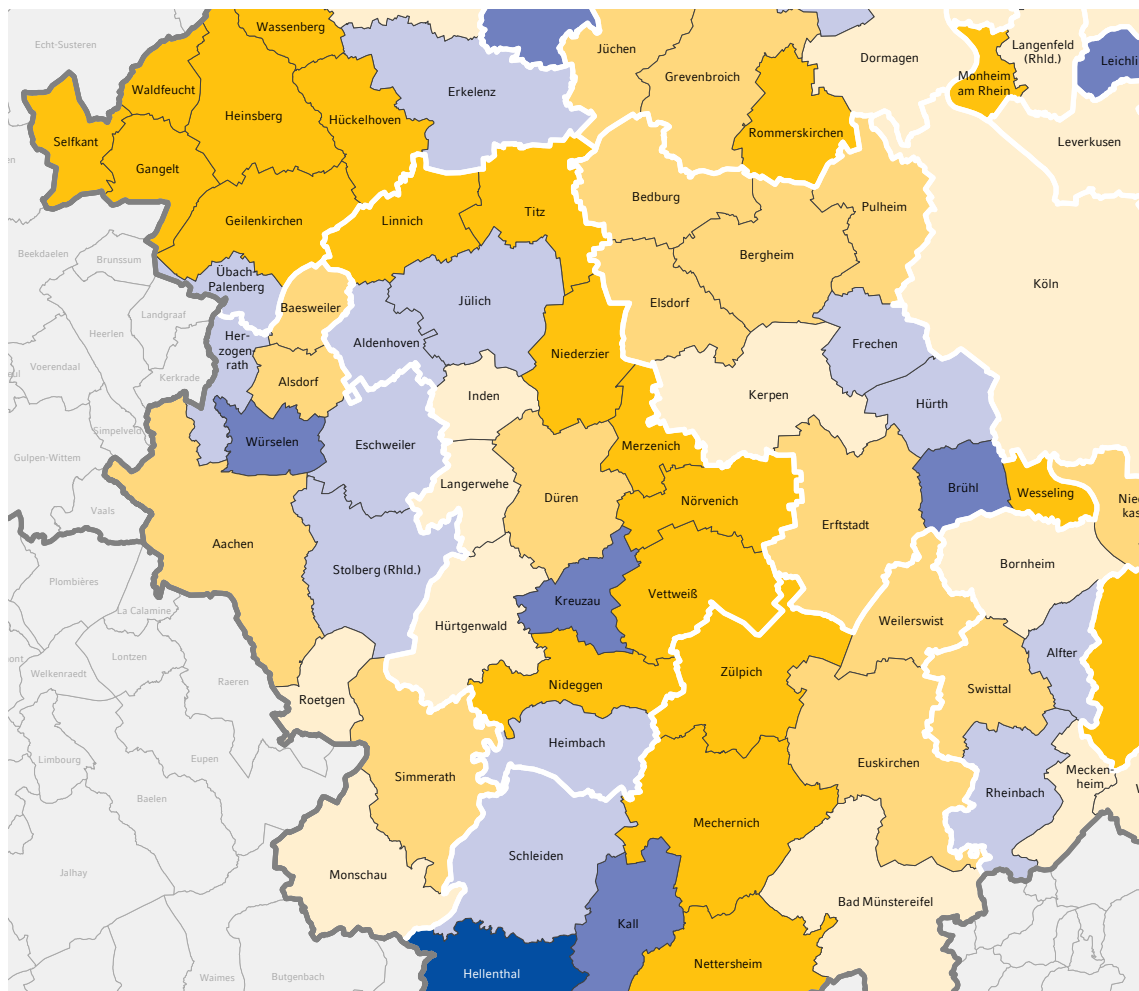 Echt-Susteren
Wassenberg
Jüchen
Grevenbroich
Dormagen
Langenfeld
(Rhld.)
Monheim
am Rhein
Leichli
Waldfeucht
Heinsberg
Hückelhoven
Erkelenz
Rommerskirchen
Leverkusen
Selfkant
Gangelt
Geilenkirchen
Linnich
Titz
Bedburg
Pulheim
Bergheim
Beekdaelen
Brunssum
Übach-
Palenberg
Baesweiler
Jülich
Elsdorf
Köln
Landgraaf
Heerlen
Her-
zogen
rath
Aldenhoven
Niederzier
Frechen
Voerendaal
Kerkrade
Alsdorf
Inden
Kerpen
Hürth
Simpelveld
Würselen
Eschweiler
Merzenich
Gulpen-Wittem
Langerwehe
Düren
Nörvenich
Brühl
Wesseling
Nied
kas
Vaals
Aachen
Erftstadt
Plombières
Stolberg (Rhld.)
Bornheim
La Calamine
Kreuzau
Vettweiß
Hürtgenwald
Weilerswist
Lontzen
Welkenraedt
Raeren
Alfter
Zülpich
Nideggen
Swisttal
Roetgen
Limbourg
Eupen
Heimbach
Simmerath
Euskirchen
Mecken-
heim
Rheinbach
Baelen
Mechernich
Schleiden
Jalhay
Monschau
Bad Münstereifel
Kall
Waimes
Butgenbach
Hellenthal
Nettersheim